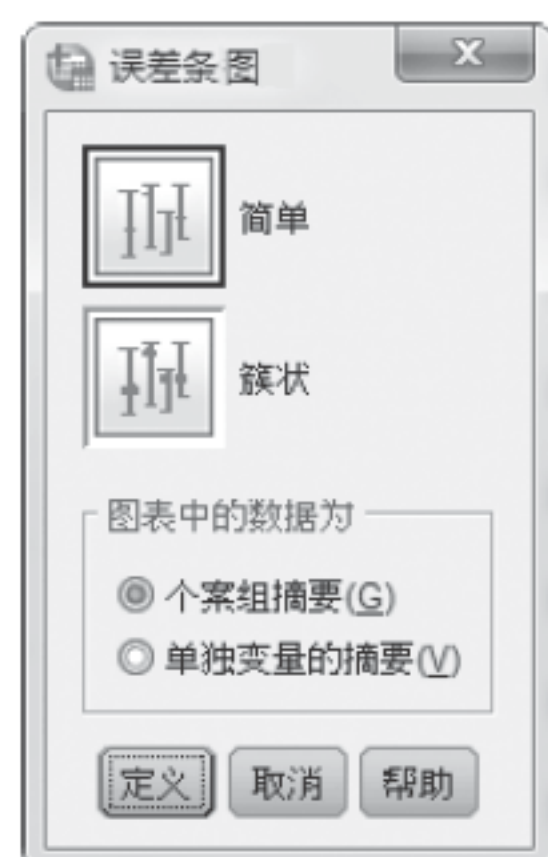 误差条图
简单
簇状
图表中的数据为
个案组摘要(G)
单独变量的摘要(V)
定义 取消 帮助